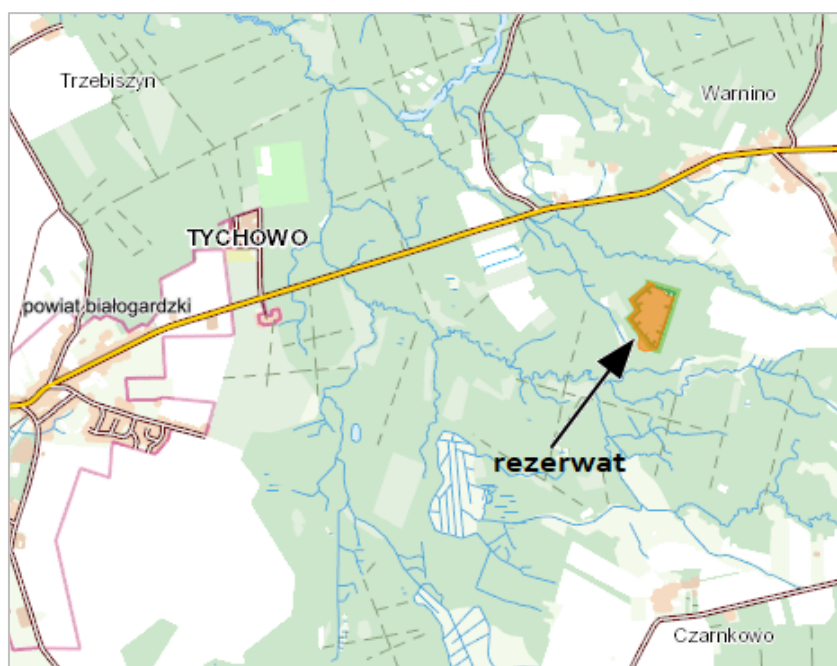 Trzebiszyn
Warnino
TYCHOWO
powiat białogardzki
rezerwat
Czarnkowo